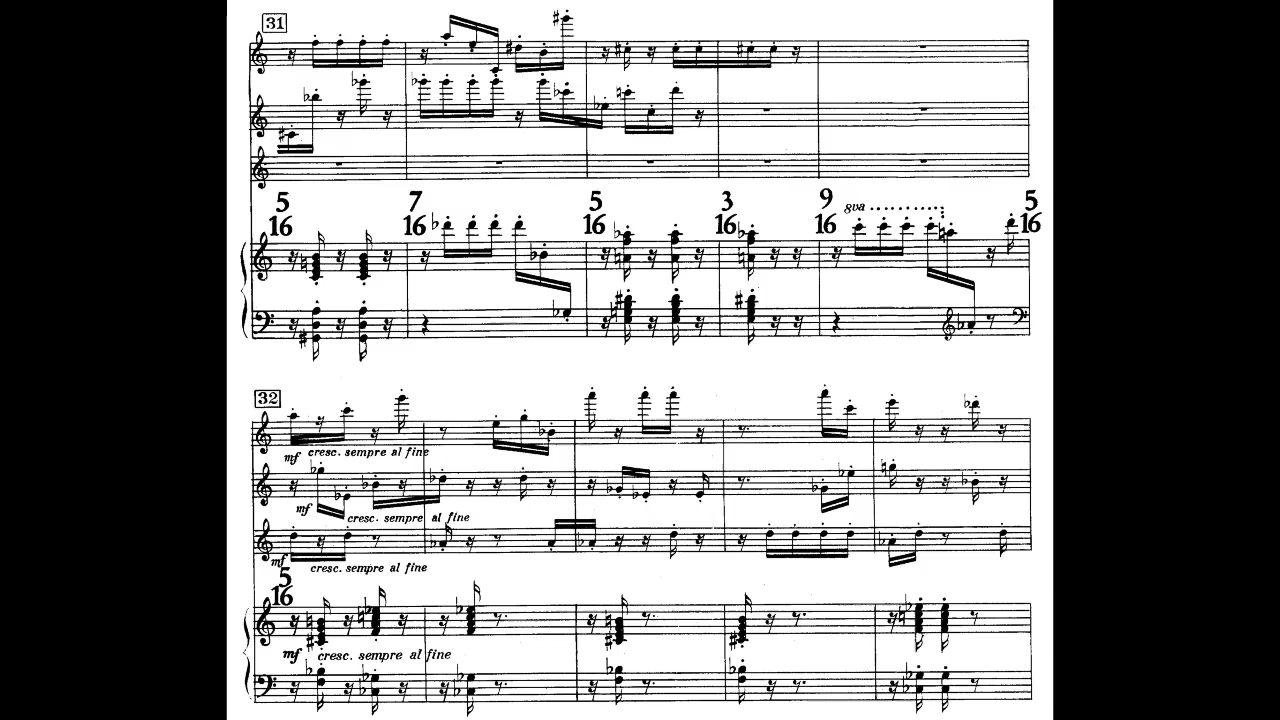 31
5 7 5 3 9 5
16 16 16 16 16 16
8va
32
mf cresc. sempre al fine
mf cresc. sempre al fine
mf cresc. sempre al fine
5
16
mf cresc. sempre al fine